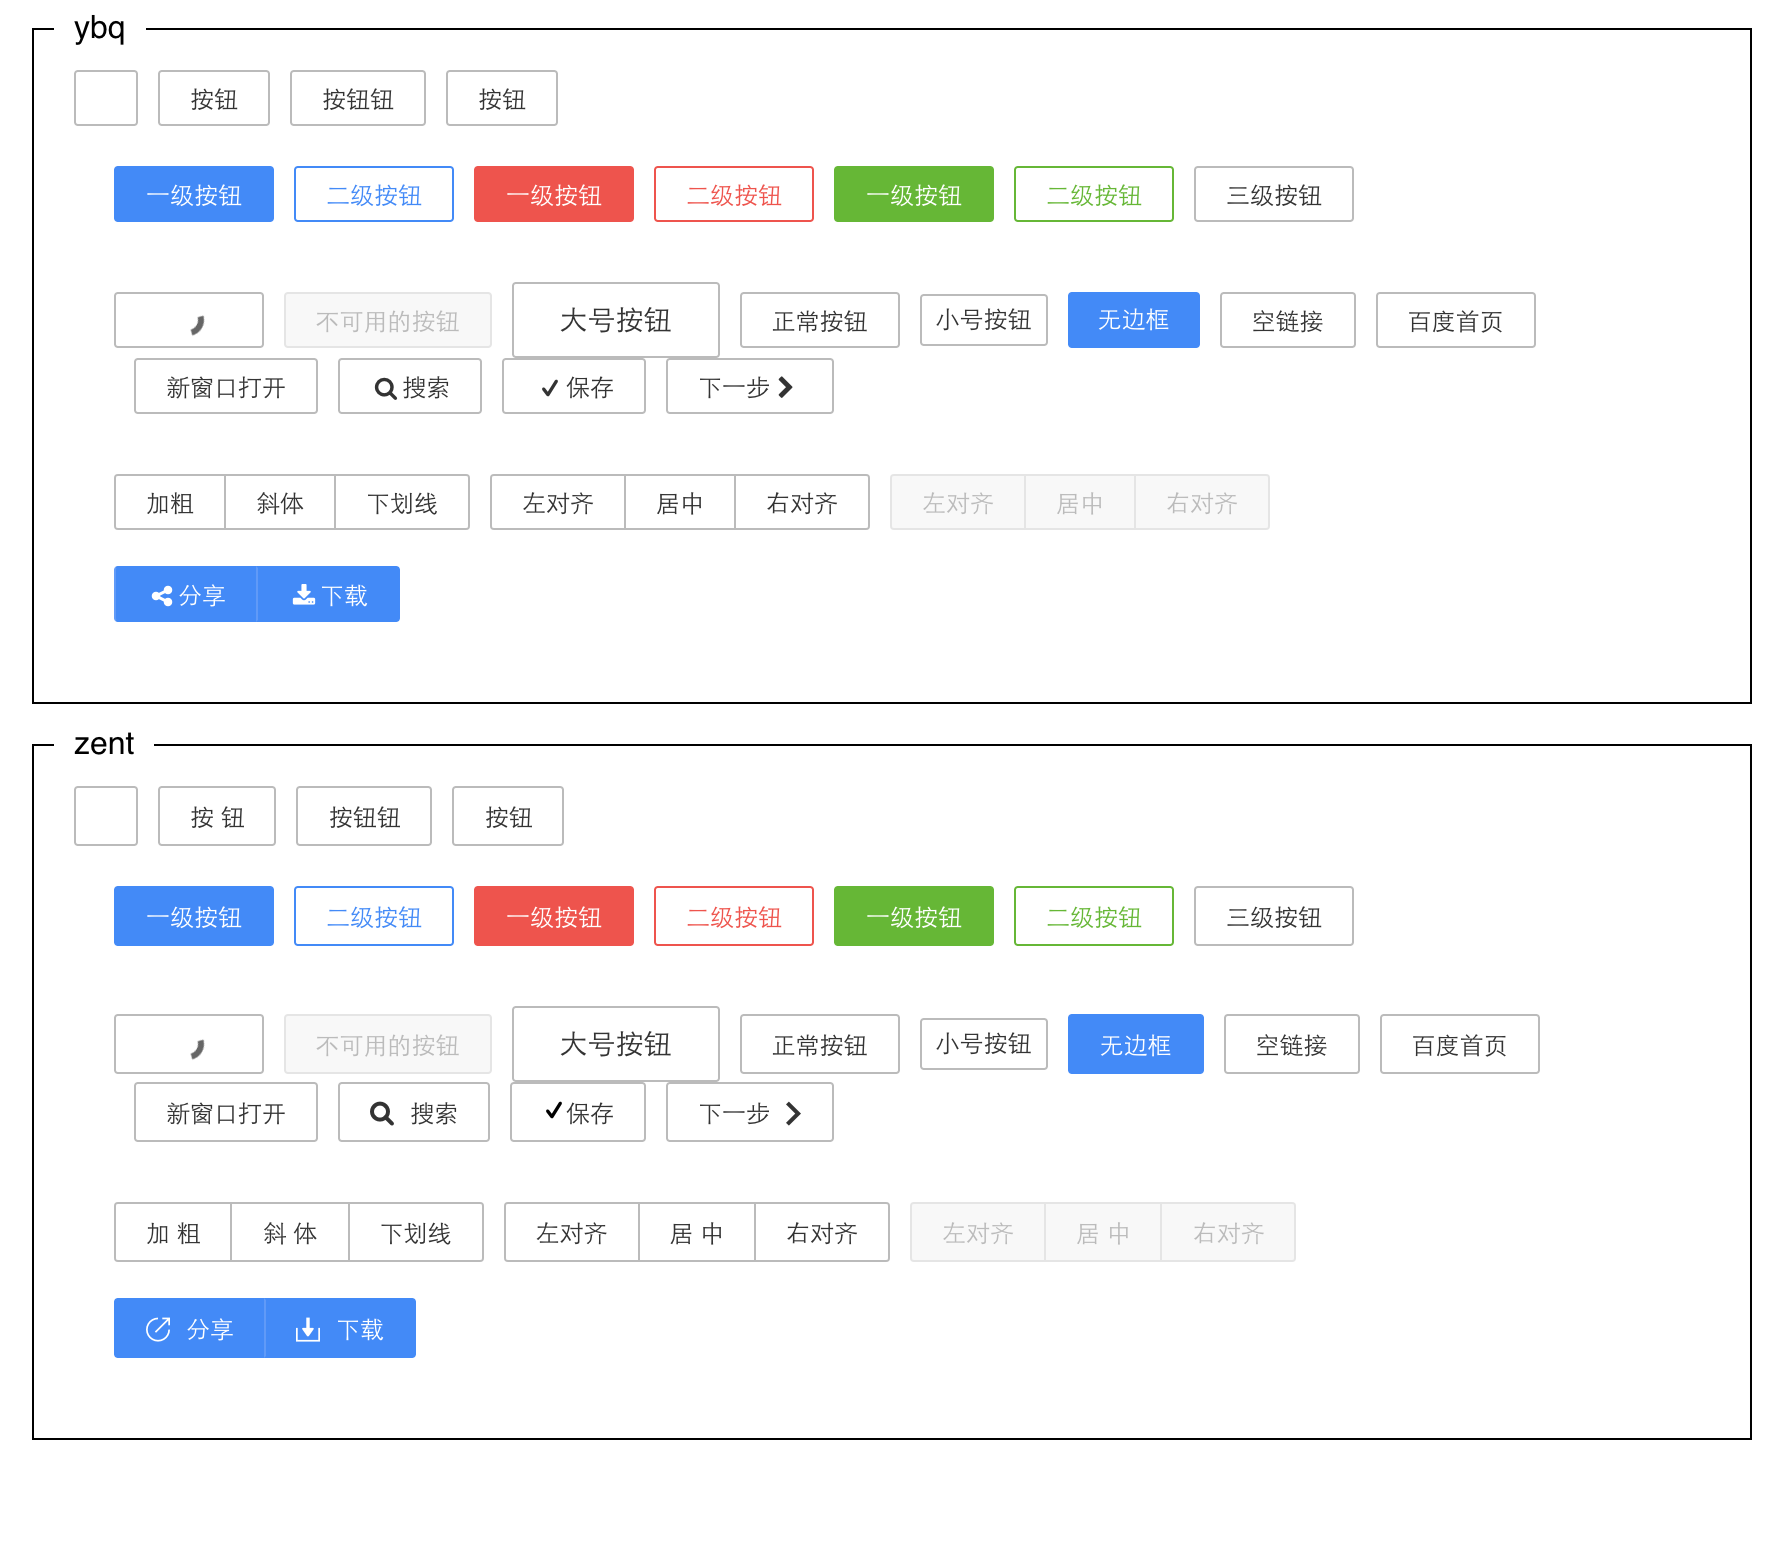 ybq
按钮 按钮钮 按钮
一级按钮 二级按钮 一级按钮 二级按钮 一级按钮 二级按钮 三级按钮
不可用的按钮 大号按钮 正常按钮 小号按钮 无边框 空链接 百度首页
新窗口打开 搜索 保存 下一步
加粗 斜体 下划线 左对齐 居中 右对齐 左对齐 居中 右对齐
分享 下载
zent
按 钮 按钮钮 按钮
一级按钮 二级按钮 一级按钮 二级按钮 一级按钮 二级按钮 三级按钮
不可用的按钮 大号按钮 正常按钮 小号按钮 无边框 空链接 百度首页
新窗口打开 搜索 保存 下一步
加 粗 斜 体 下划线 左对齐 居 中 右对齐 左对齐 居 中 右对齐
分享 下载